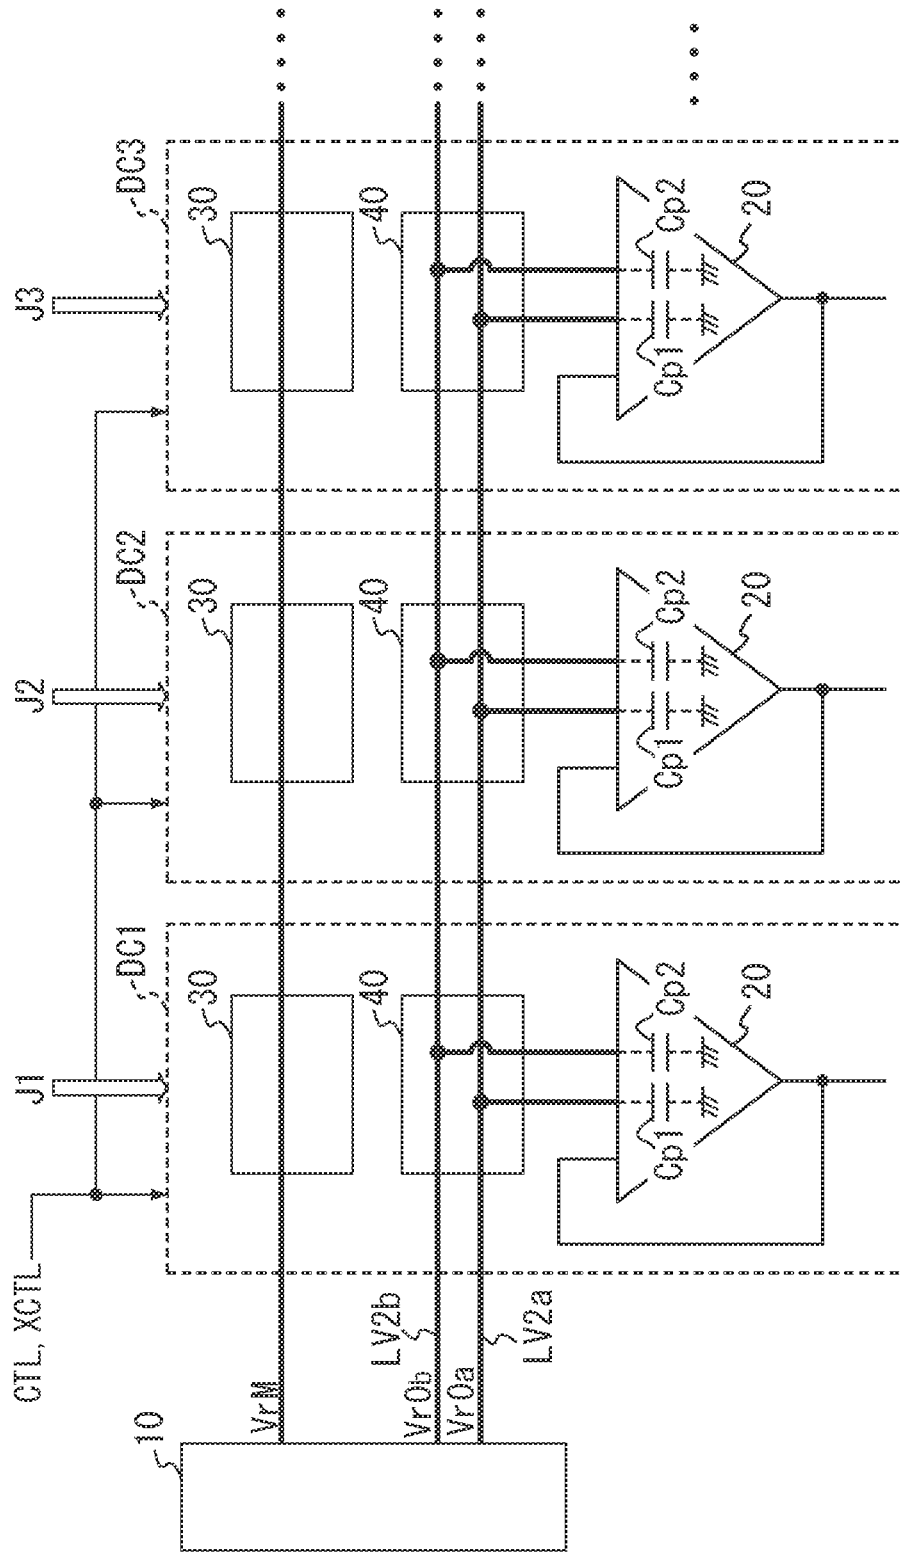 CTL, XCTL
J1
J2
J3
DC1
DC2
DC3
10
VrM
Vr0b
Vr0a
LV2b
LV2a
30
40
Cp1
Cp2
20
30
40
Cp1
Cp2
20
30
40
Cp1
Cp2
20